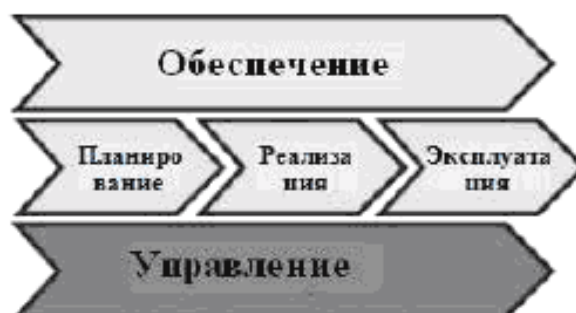 Обеспечение
Планиро
вание
Реализа
ция
Эксплуата
ция
Управление